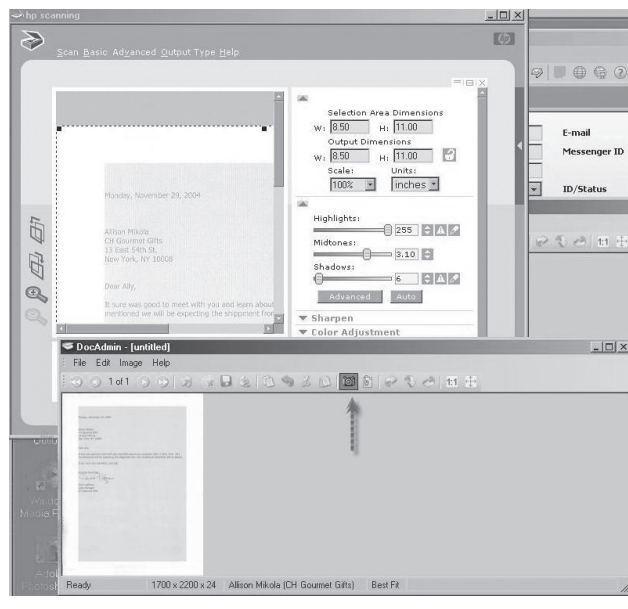 hp scanning
Scan Basic Advanced Output Type Help
Selection Area Dimensions
W: 8.50 H: 11.00
Output Dimensions
W: 8.50 H: 11.00
Scale: Units:
100% inches
Highlights:
255
Midtones:
3.10
Shadows:
6
Advanced Auto
Sharpen
Color Adjustment
Monday, November 29, 2004
Allison Mikola
CH Gourmet Gifts
13 East 54th St.
New York, NY 10008
Dear Ally,
It sure was good to meet with you and learn about
mentioned we will be expecting the shippment from
E-mail
Messenger ID
ID/Status
1:1
DocAdmin - [untitled]
File Edit Image Help
1 of 1
1:1
Ready 1700 x 2200 x 24 Allison Mikola (CH Gourmet Gifts) Best Fit